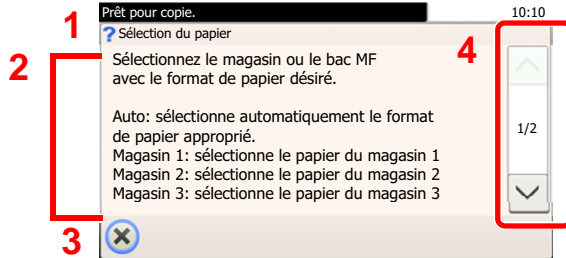 Prêt pour copie. 10:10
1
? Sélection du papier
2
4
Sélectionnez le magasin ou le bac MF
avec le format de papier désiré.
Auto: sélectionne automatiquement le format
de papier approprié.
1/2
Magasin 1: sélectionne le papier du magasin 1
Magasin 2: sélectionne le papier du magasin 2
Magasin 3: sélectionne le papier du magasin 3
3